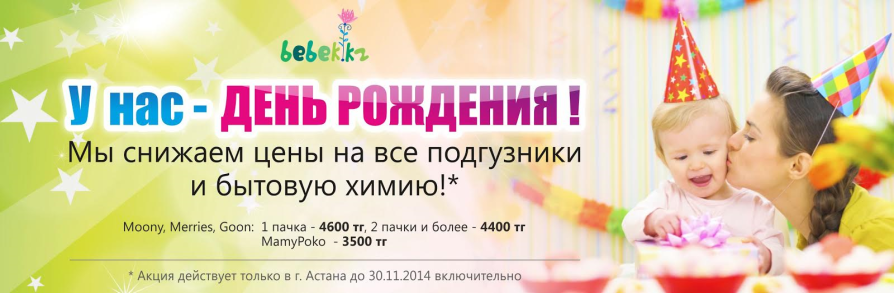 bebek.kz
У нас - ДЕНЬ РОЖДЕНИЯ !
Мы снижаем цены на все подгузники
и бытовую химию!*
Moony, Merries, Goon: 1 пачка - 4600 тг, 2 пачки и более - 4400 тг
MamyPoko - 3500 тг
* Акция действует только в г. Астана до 30.11.2014 включительно